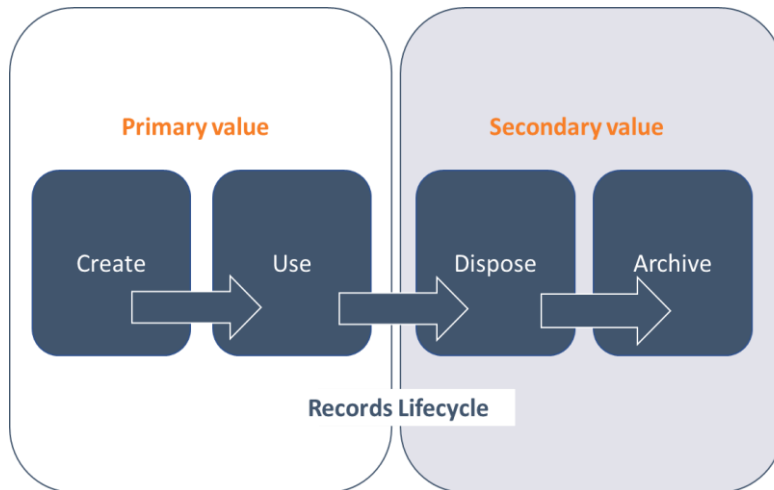 Primary value
Secondary value
Create
Use
Dispose
Archive
Records Lifecycle